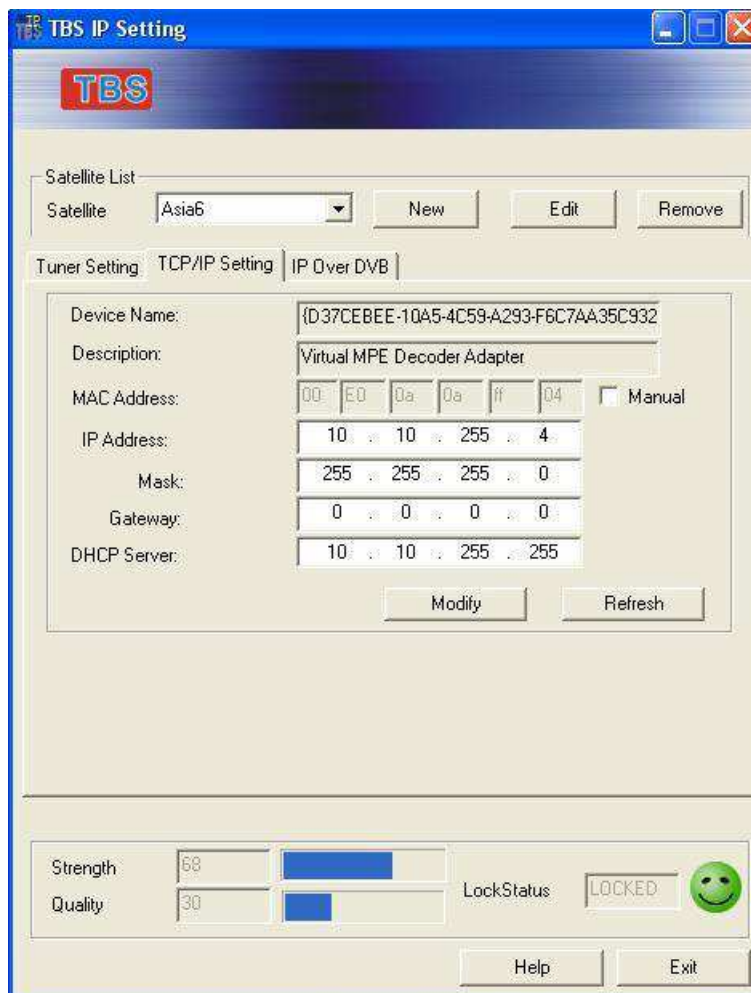 TBS IP Setting
TBS
Satellite List
Satellite Asia6 New Edit Remove
Tuner Setting TCP/IP Setting IP Over DVB
Device Name: {D37CEBEE-10A5-4C59-A293-F6C7AA35C932
Description: Virtual MPE Decoder Adapter
MAC Address: 00 E0 0a 0a ff 04 Manual
IP Address: 10 . 10 . 255 . 4
Mask: 255 . 255 . 255 . 0
Gateway: 0 . 0 . 0 . 0
DHCP Server: 10 . 10 . 255 . 255
Modify Refresh
Strength 68
Quality 30
LockStatus LOCKED
Help Exit